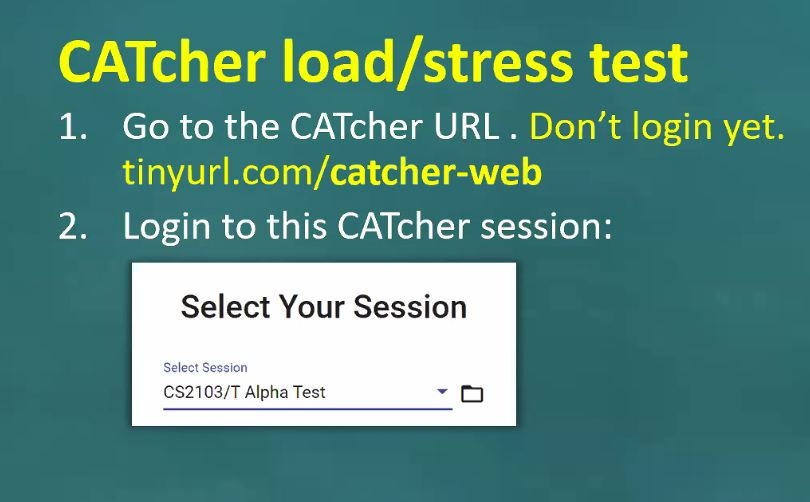 CATcher load/stress test
1. Go to the CATcher URL . Don't login yet.
tinyurl.com/catcher-web
2. Login to this CATcher session:
Select Your Session
Select Session
CS2103/T Alpha Test